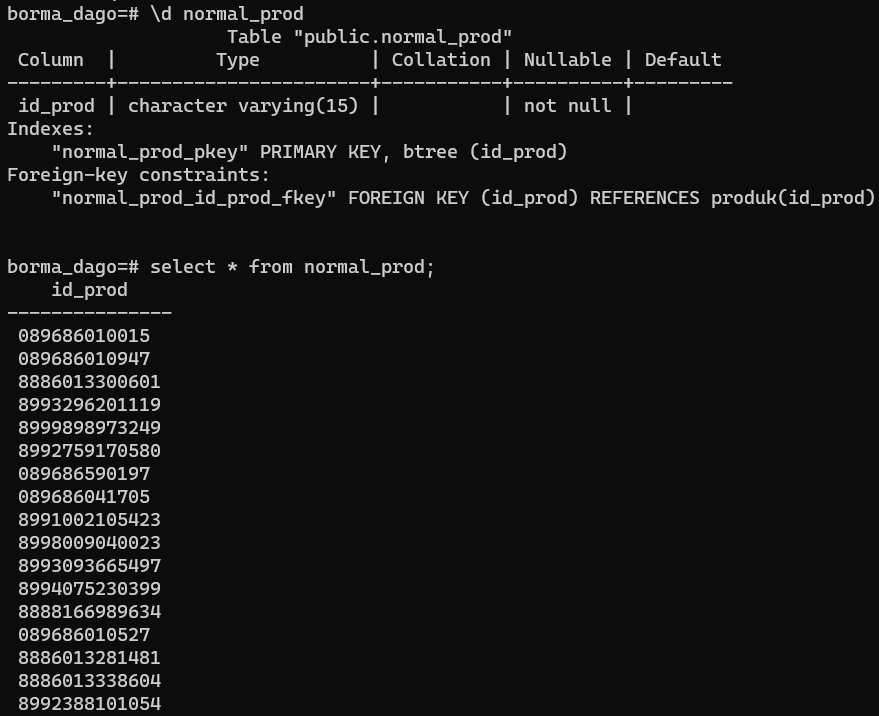 borma_dago=# \d normal_prod
Table "public.normal_prod"
Column | Type | Collation | Nullable | Default
---------+-----------------------+-----------+----------+---------
id_prod | character varying(15) | | not null |
Indexes:
"normal_prod_pkey" PRIMARY KEY, btree (id_prod)
Foreign-key constraints:
"normal_prod_id_prod_fkey" FOREIGN KEY (id_prod) REFERENCES produk(id_prod)
borma_dago=# select * from normal_prod;
id_prod
---------------
089686010015
089686010947
8886013300601
8993296201119
8999898973249
8992759170580
089686590197
089686041705
8991002105423
8998009040023
8993093665497
8994075230399
8888166989634
089686010527
8886013281481
8886013338604
8992388101054